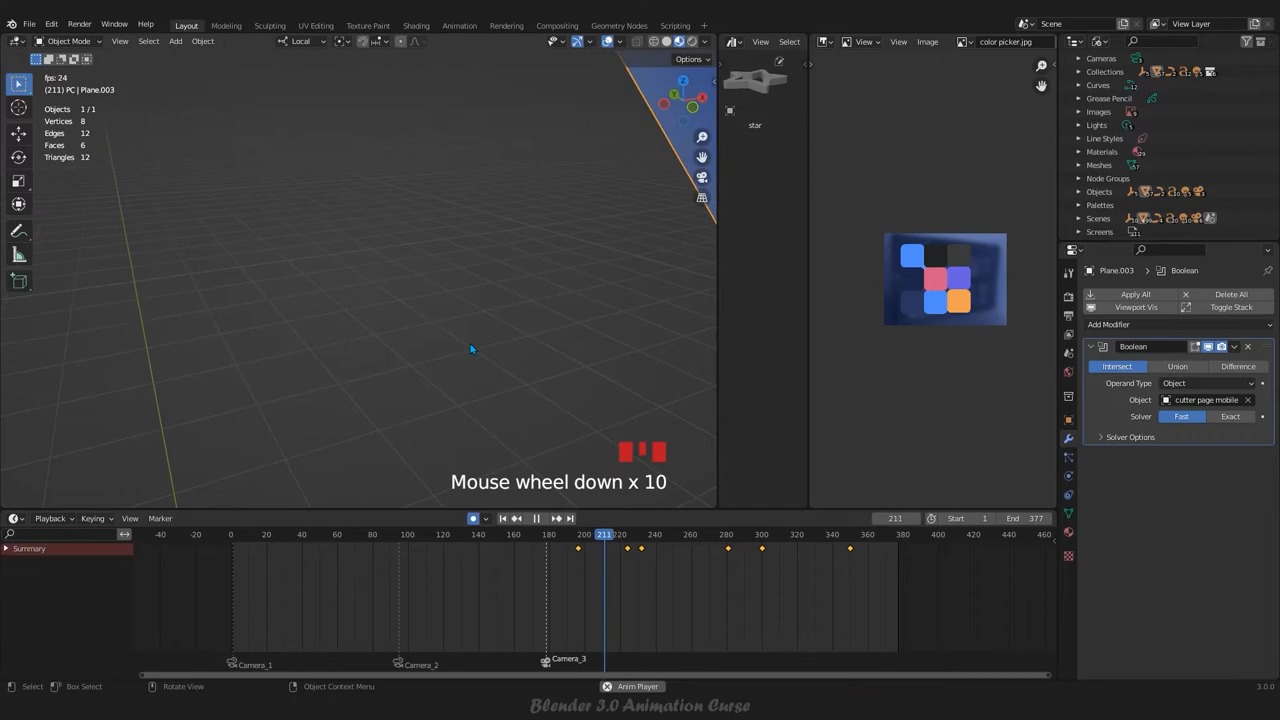 File Edit Render Window Help Layout Modeling Sculpting UV Editing Texture Paint Shading Animation Rendering Compositing Geometry Nodes Scripting + Scene View Layer
Object Mode View Select Add Object Local View Select View View Image color picker.jpg
Options
fps: 24
(211) PC | Plane.003
Objects 1 / 1
Vertices 8
Edges 12
Faces 6
Triangles 12
star
Mouse wheel down x 10
Cameras
Collections
Curves
Grease Pencil
Images
Lights
Line Styles
Materials
Meshes
Node Groups
Objects
Palettes
Scenes
Screens
Plane.003 Boolean
Apply All Delete All
Viewport Vis Toggle Stack
Add Modifier
Boolean
Intersect Union Difference
Operand Type Object
Object cutter page mobile
Solver Fast Exact
Solver Options
Playback Keying View Marker 211 Start 1 End 377
-40 -20 0 20 40 60 80 100 120 140 160 180 200 211 220 240 260 280 300 320 340 360 380 400 420 440 460
Summary
Camera_1 Camera_2 Camera_3
Select Box Select Rotate View Object Context Menu Anim Player 3.0.0
Blender 3.0 Animation Curse